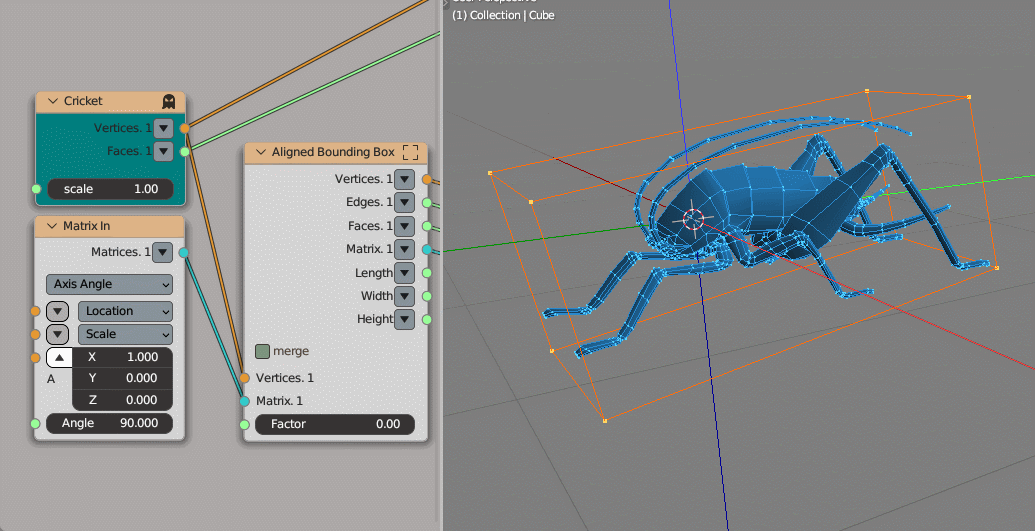 (1) Collection | Cube
Cricket
Vertices. 1
Faces. 1
scale 1.00
Matrix In
Matrices. 1
Axis Angle
Location
Scale
X 1.000
A Y 0.000
Z 0.000
Angle 90.000
Aligned Bounding Box
Vertices. 1
Edges. 1
Faces. 1
Matrix. 1
Length
Width
Height
merge
Vertices. 1
Matrix. 1
Factor 0.00